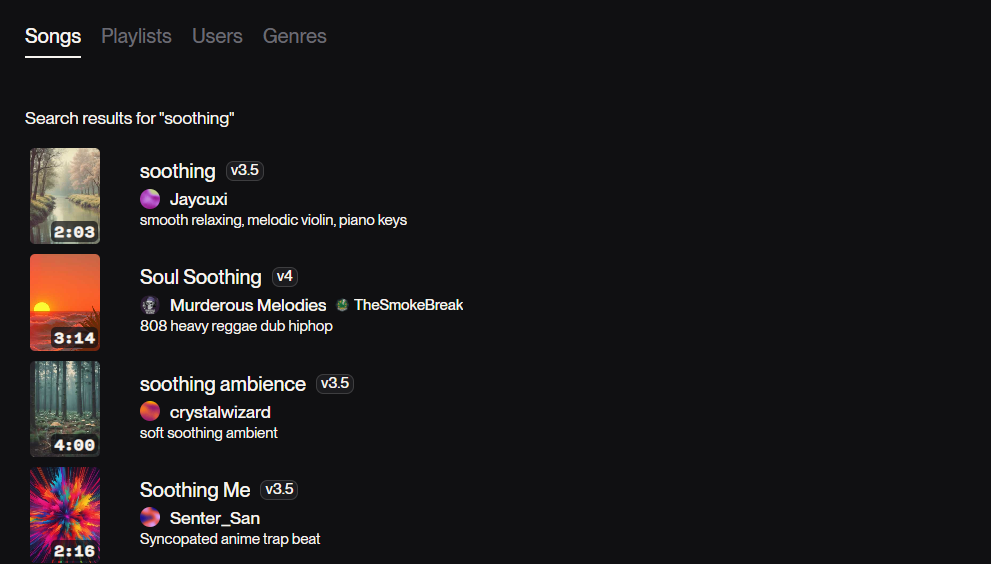 Songs Playlists Users Genres
Search results for "soothing"
soothing v3.5
Jaycuxi
smooth relaxing, melodic violin, piano keys
2:03
Soul Soothing v4
Murderous Melodies TheSmokeBreak
808 heavy reggae dub hiphop
3:14
soothing ambience v3.5
crystalwizard
soft soothing ambient
4:00
Soothing Me v3.5
Senter_San
Syncopated anime trap beat
2:16